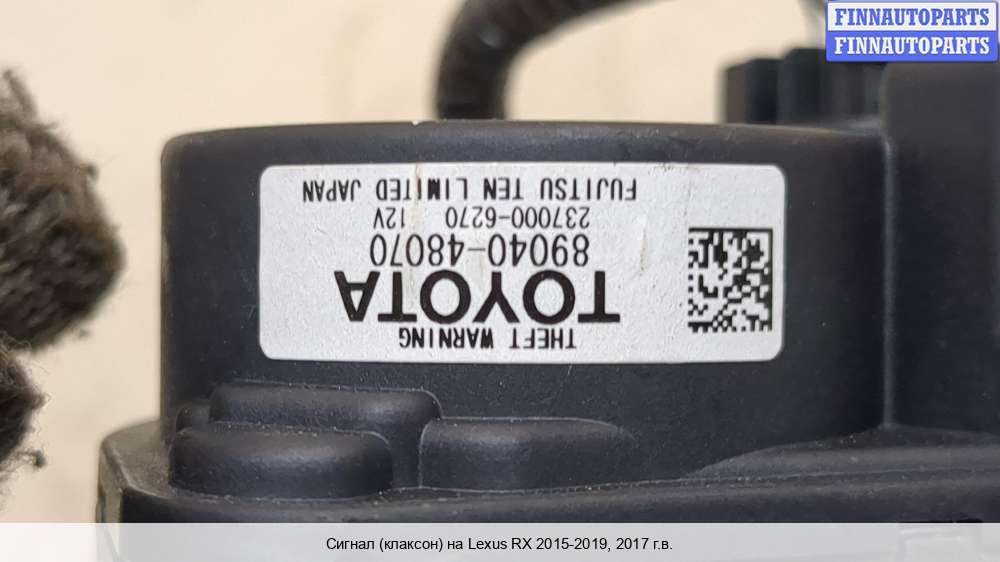 FINNAUTOPARTS
FINNAUTOPARTS
THEFT WARNING
TOYOTA
89040-48070
237000-6270 12V
FUJITSU TEN LIMITED JAPAN
Сигнал (клаксон) на Lexus RX 2015-2019, 2017 г.в.